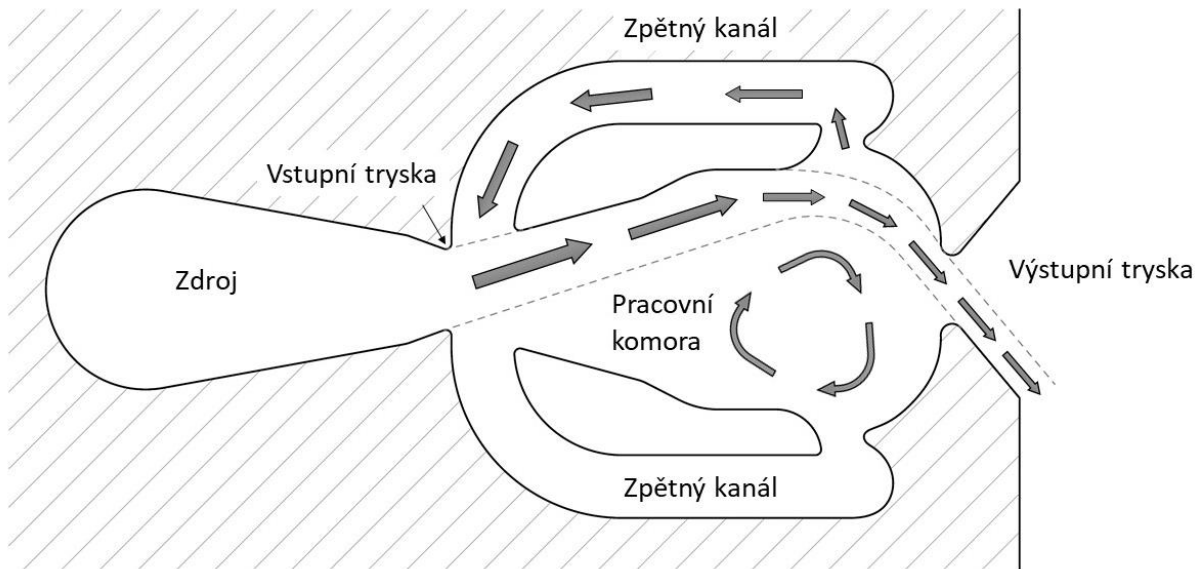 Zpětný kanál
Vstupní tryska
Zdroj
Výstupní tryska
Pracovní
komora
Zpětný kanál